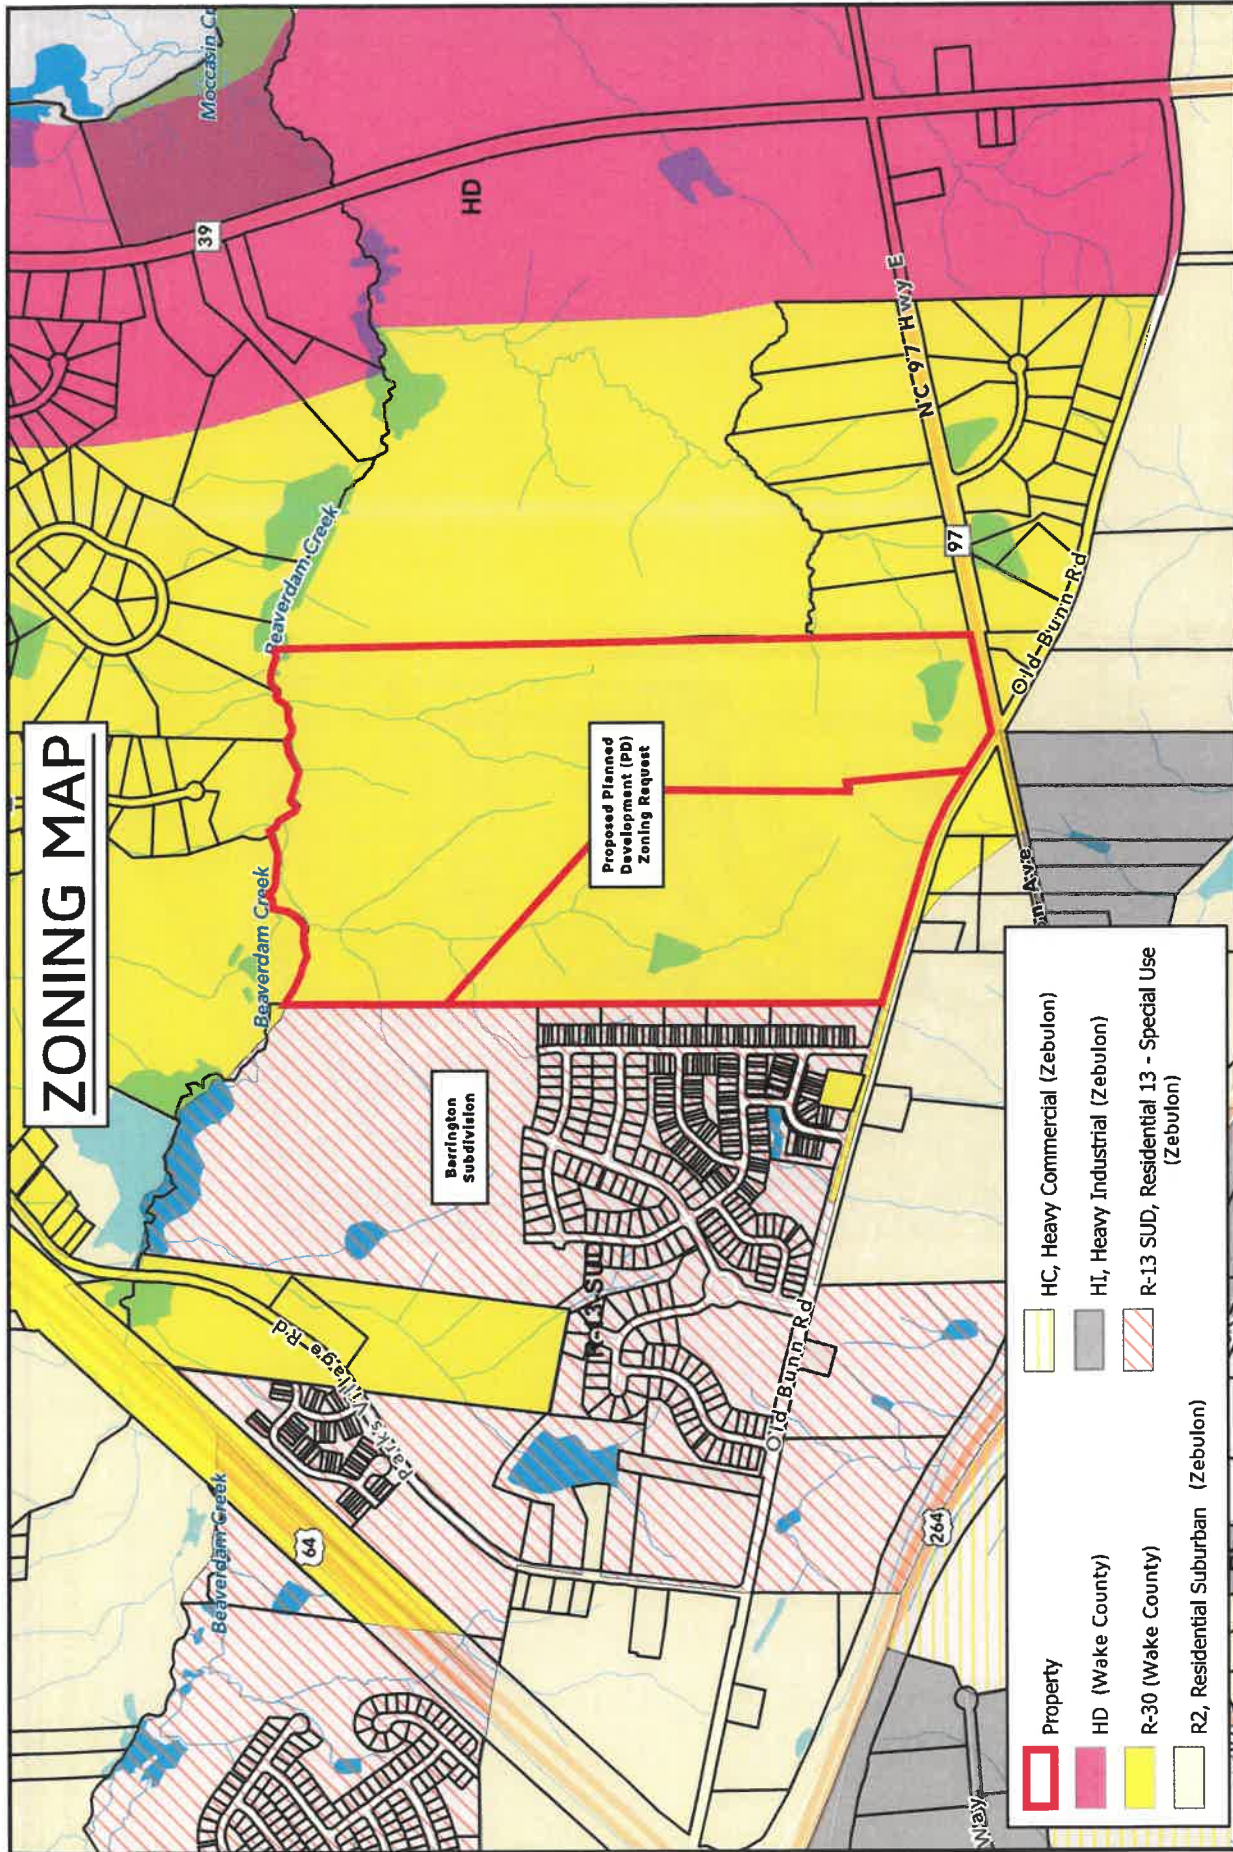 ZONING MAP
Moccasin Cr
39
HD
Beaverdam Creek
Beaverdam Creek
Beaverdam Creek
Proposed Planned
Development (PD)
Zoning Request
Barrington
Subdivision
Parks Village Rd
64
NC 97 Hwy E
97
Old Bunn Rd
Old Bunn Rd
264
Way
Property
HD (Wake County)
R-30 (Wake County)
R2, Residential Suburban (Zebulon)
HC, Heavy Commercial (Zebulon)
HI, Heavy Industrial (Zebulon)
R-13 SUD, Residential 13 - Special Use
(Zebulon)